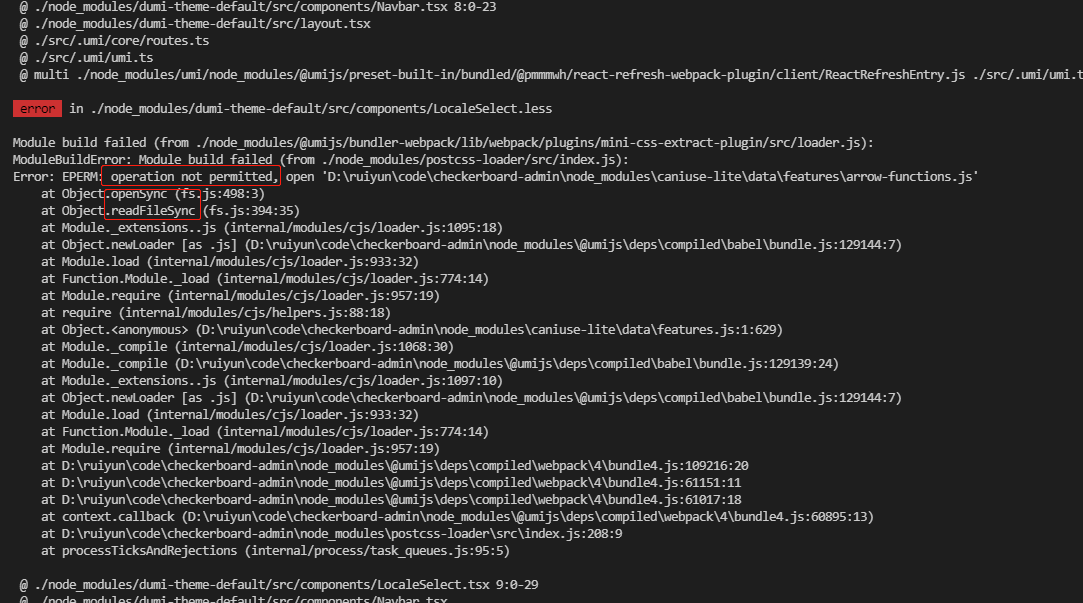 @ ./node_modules/dumi-theme-default/src/components/Navbar.tsx 8:0-23
@ ./node_modules/dumi-theme-default/src/layout.tsx
@ ./src/.umi/core/routes.ts
@ ./src/.umi/umi.ts
@ multi ./node_modules/umi/node_modules/@umijs/preset-built-in/bundled/@pmmmwh/react-refresh-webpack-plugin/client/ReactRefreshEntry.js ./src/.umi/umi.t
error in ./node_modules/dumi-theme-default/src/components/LocaleSelect.less
Module build failed (from ./node_modules/@umijs/bundler-webpack/lib/webpack/plugins/mini-css-extract-plugin/src/loader.js):
ModuleBuildError: Module build failed (from ./node_modules/postcss-loader/src/index.js):
Error: EPERM: operation not permitted, open 'D:\ruiyun\code\checkerboard-admin\node_modules\caniuse-lite\data\features\arrow-functions.js'
at Object.openSync (fs.js:498:3)
at Object.readFileSync (fs.js:394:35)
at Module._extensions..js (internal/modules/cjs/loader.js:1095:18)
at Object.newLoader [as .js] (D:\ruiyun\code\checkerboard-admin\node_modules\@umijs\deps\compiled\babel\bundle.js:129144:7)
at Module.load (internal/modules/cjs/loader.js:933:32)
at Function.Module._load (internal/modules/cjs/loader.js:774:14)
at Module.require (internal/modules/cjs/loader.js:957:19)
at require (internal/modules/cjs/helpers.js:88:18)
at Object.<anonymous> (D:\ruiyun\code\checkerboard-admin\node_modules\caniuse-lite\data\features.js:1:629)
at Module._compile (internal/modules/cjs/loader.js:1068:30)
at Module._compile (D:\ruiyun\code\checkerboard-admin\node_modules\@umijs\deps\compiled\babel\bundle.js:129139:24)
at Module._extensions..js (internal/modules/cjs/loader.js:1097:10)
at Object.newLoader [as .js] (D:\ruiyun\code\checkerboard-admin\node_modules\@umijs\deps\compiled\babel\bundle.js:129144:7)
at Module.load (internal/modules/cjs/loader.js:933:32)
at Function.Module._load (internal/modules/cjs/loader.js:774:14)
at Module.require (internal/modules/cjs/loader.js:957:19)
at D:\ruiyun\code\checkerboard-admin\node_modules\@umijs\deps\compiled\webpack\4\bundle4.js:109216:20
at D:\ruiyun\code\checkerboard-admin\node_modules\@umijs\deps\compiled\webpack\4\bundle4.js:61151:11
at D:\ruiyun\code\checkerboard-admin\node_modules\@umijs\deps\compiled\webpack\4\bundle4.js:61017:18
at context.callback (D:\ruiyun\code\checkerboard-admin\node_modules\@umijs\deps\compiled\webpack\4\bundle4.js:60895:13)
at D:\ruiyun\code\checkerboard-admin\node_modules\postcss-loader\src\index.js:208:9
at processTicksAndRejections (internal/process/task_queues.js:95:5)
@ ./node_modules/dumi-theme-default/src/components/LocaleSelect.tsx 9:0-29
@ ./node_modules/dumi-theme-default/src/components/Navbar.tsx